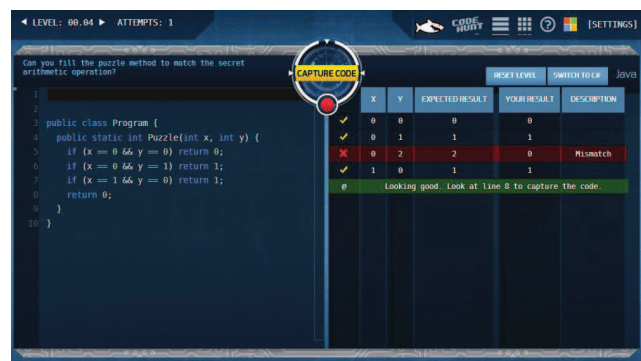 ◄ LEVEL: 00.04 ► ATTEMPTS: 1
CODE HUNT
[SETTINGS]
Can you fill the puzzle method to match the secret
arithmetic operation?
CAPTURE CODE
RESET LEVEL SWITCH TO C# Java
1
2
3 public class Program {
4 public static int Puzzle(int x, int y) {
5 if (x == 0 && y == 0) return 0;
6 if (x == 0 && y == 1) return 1;
7 if (x == 1 && y == 0) return 1;
8 return 0;
9 }
10 }
X Y EXPECTED RESULT YOUR RESULT DESCRIPTION
✓ 0 0 0 0
✓ 0 1 1 1
✗ 0 2 2 0 Mismatch
✓ 1 0 1 1
@ Looking good. Look at line 8 to capture the code.